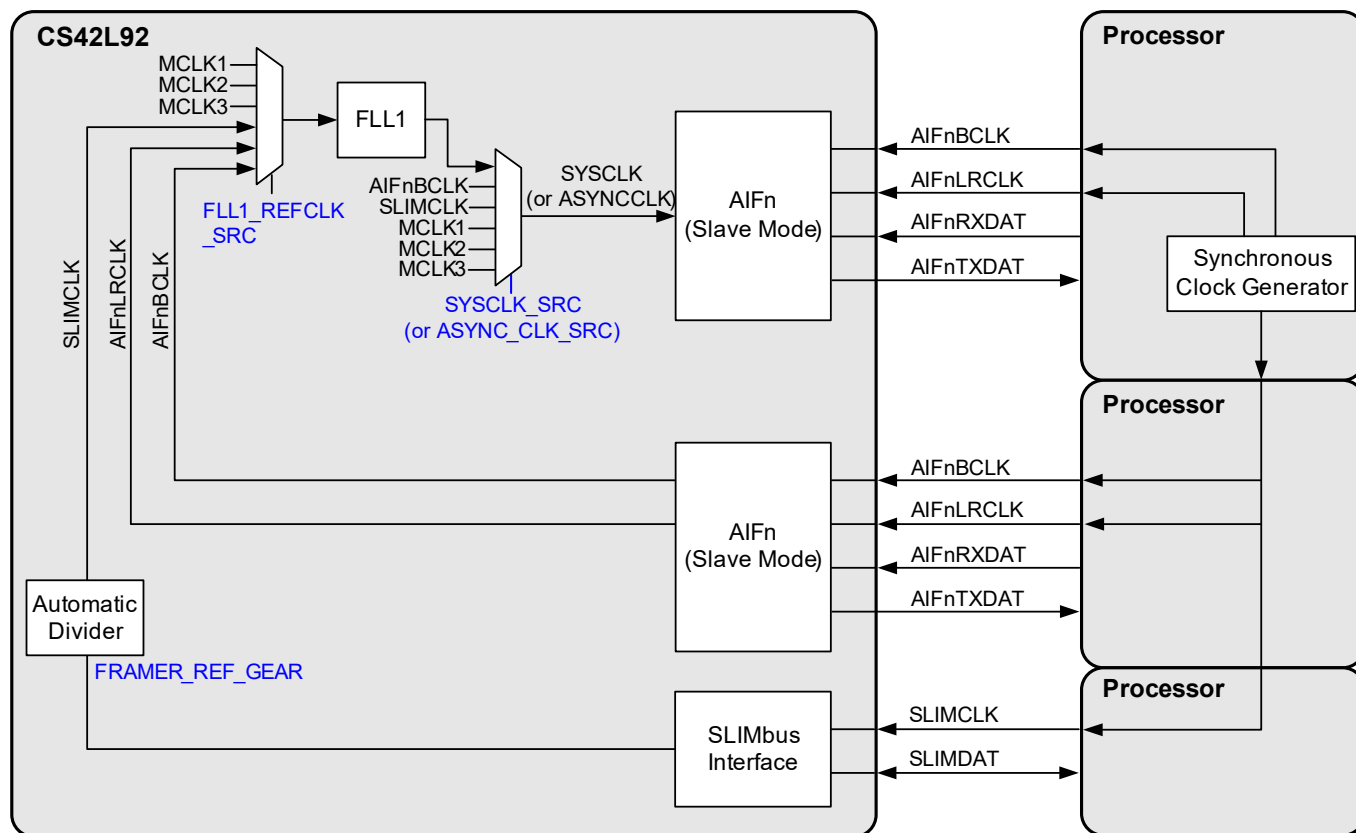 CS42L92
Processor
MCLK1
MCLK2
MCLK3
FLL1
FLL1_REFCLK
_SRC
AIFnBCLK
SLIMCLK
MCLK1
MCLK2
MCLK3
SYSCLK
(or ASYNCCLK)
SYSCLK_SRC
(or ASYNC_CLK_SRC)
AIFn
(Slave Mode)
AIFnBCLK
AIFnLRCLK
AIFnRXDAT
AIFnTXDAT
Synchronous
Clock Generator
SLIMCLK
AIFnLRCLK
AIFnBCLK
Processor
AIFn
(Slave Mode)
AIFnBCLK
AIFnLRCLK
AIFnRXDAT
AIFnTXDAT
Automatic
Divider
FRAMER_REF_GEAR
Processor
SLIMbus
Interface
SLIMCLK
SLIMDAT